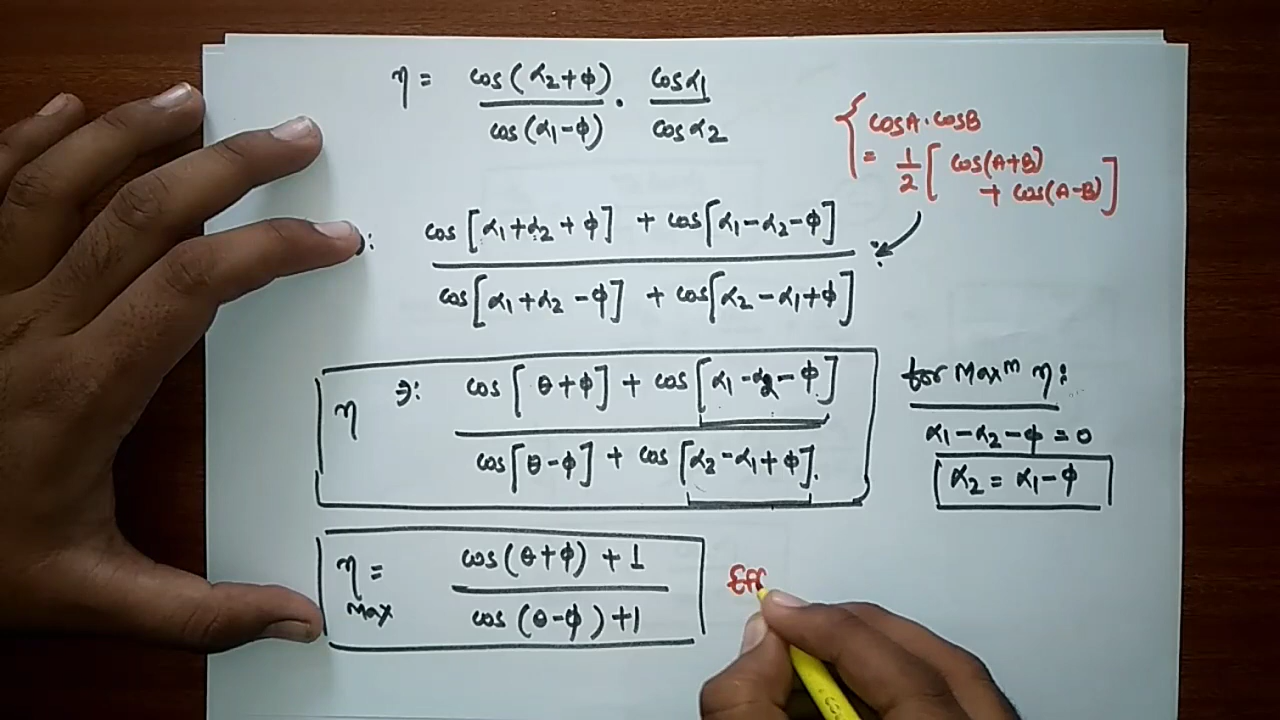 η = cos(α₂+ϕ) / cos(α₁-ϕ) · cosα₁ / cosα₂
{ cosA·cosB
= 1/2 [ cos(A+B)
+ cos(A-B) ]
: cos[α₁+α₂+ϕ] + cos[α₁-α₂-ϕ] / cos[α₁+α₂-ϕ] + cos[α₂-α₁+ϕ]
η : cos[θ+ϕ] + cos[α₁-α₂-ϕ] / cos[θ-ϕ] + cos[α₂-α₁+ϕ].
for Maxᵐ η:
α₁-α₂-ϕ = 0
α₂ = α₁-ϕ
η Max = cos(θ+ϕ) + 1 / cos(θ-ϕ) + 1
Eff